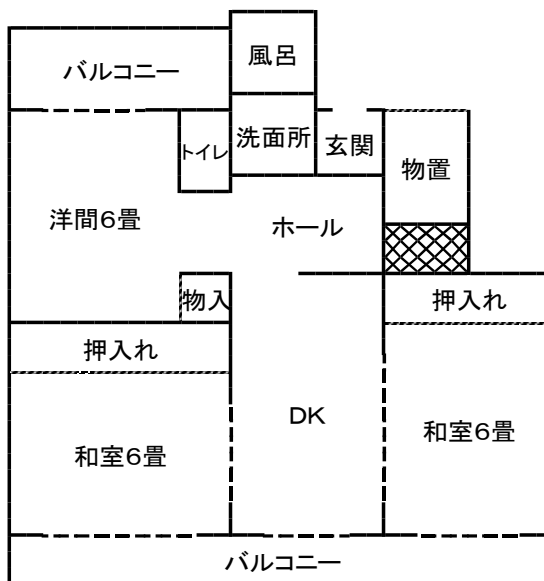 風呂
バルコニー
洗面所
トイレ
玄関
物置
洋間6畳
ホール
物入
押入れ
押入れ
DK
和室6畳
和室6畳
バルコニー